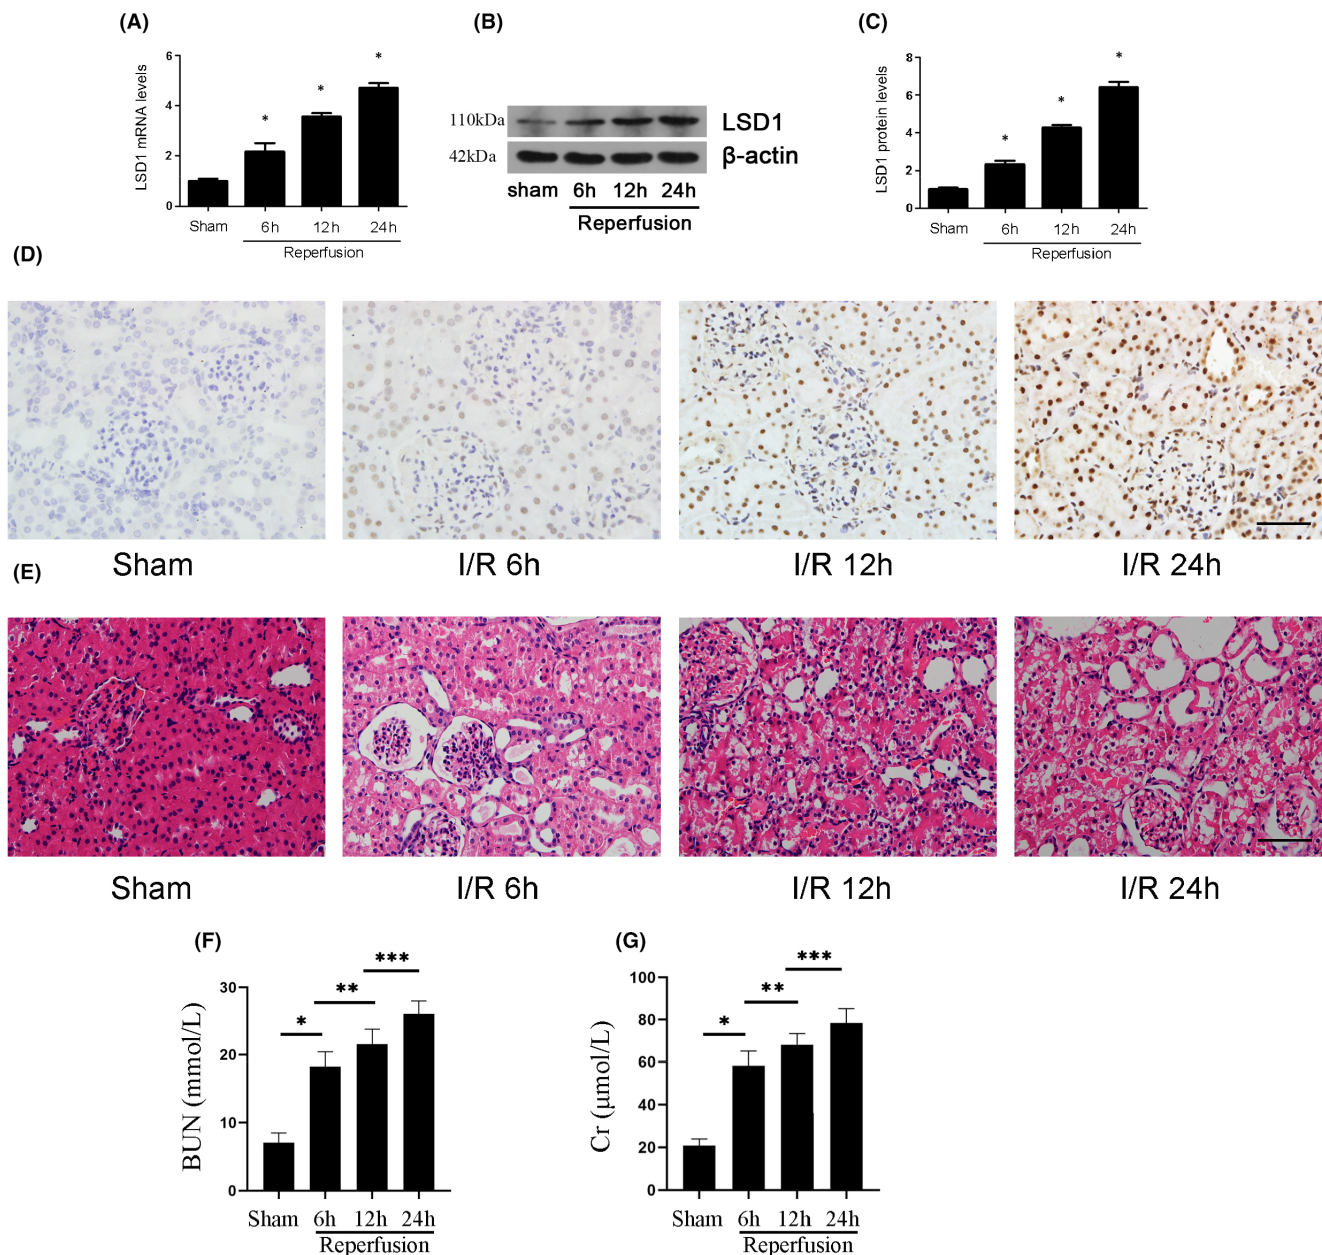 (A)
LSD1 mRNA levels
6
4
2
0
*
*
*
Sham
6h
12h
24h
Reperfusion
(B)
110kDa
LSD1
42kDa
β-actin
sham 6h 12h 24h
Reperfusion
(C)
LSD1 protein levels
8
6
4
2
0
*
*
*
Sham
6h
12h
24h
Reperfusion
(D)
Sham
I/R 6h
I/R 12h
I/R 24h
(E)
Sham
I/R 6h
I/R 12h
I/R 24h
(F)
BUN (mmol/L)
30
20
10
0
*
**
***
Sham 6h 12h 24h
Reperfusion
(G)
Cr (μmol/L)
100
80
60
40
20
0
*
**
***
Sham 6h 12h 24h
Reperfusion